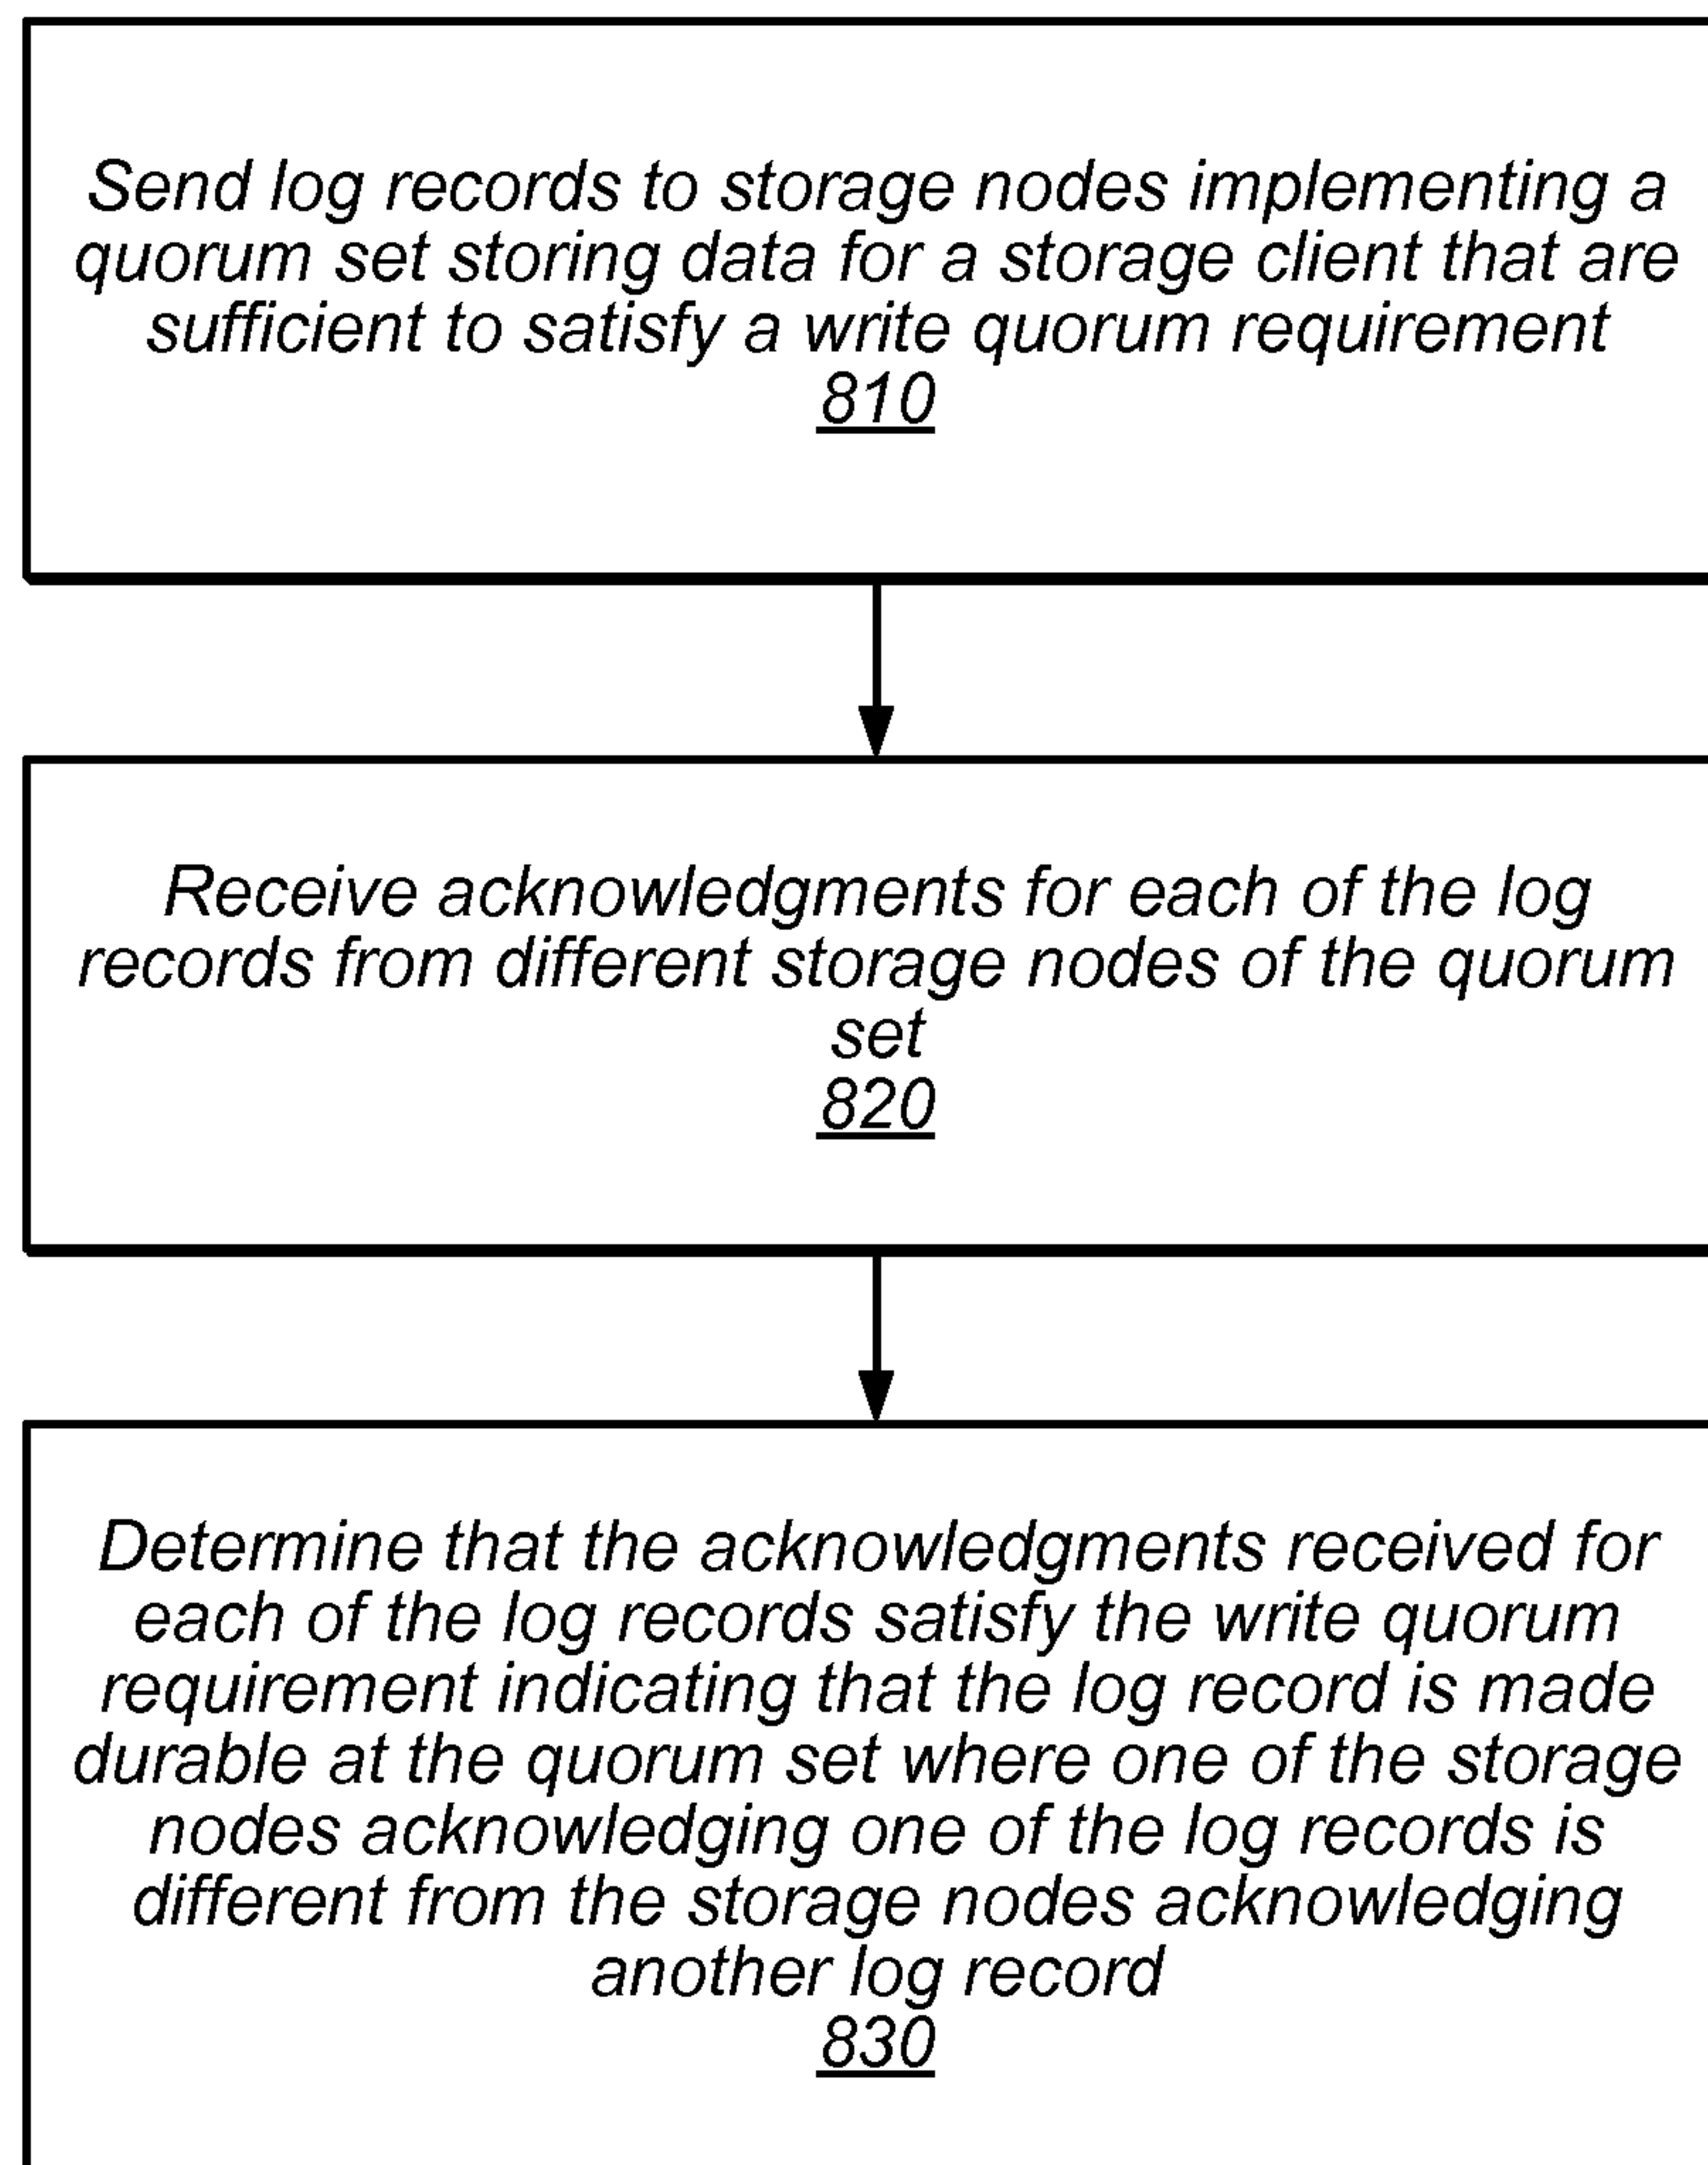 Send log records to storage nodes implementing a
quorum set storing data for a storage client that are
sufficient to satisfy a write quorum requirement
810
Receive acknowledgments for each of the log
records from different storage nodes of the quorum
set
820
Determine that the acknowledgments received for
each of the log records satisfy the write quorum
requirement indicating that the log record is made
durable at the quorum set where one of the storage
nodes acknowledging one of the log records is
different from the storage nodes acknowledging
another log record
830